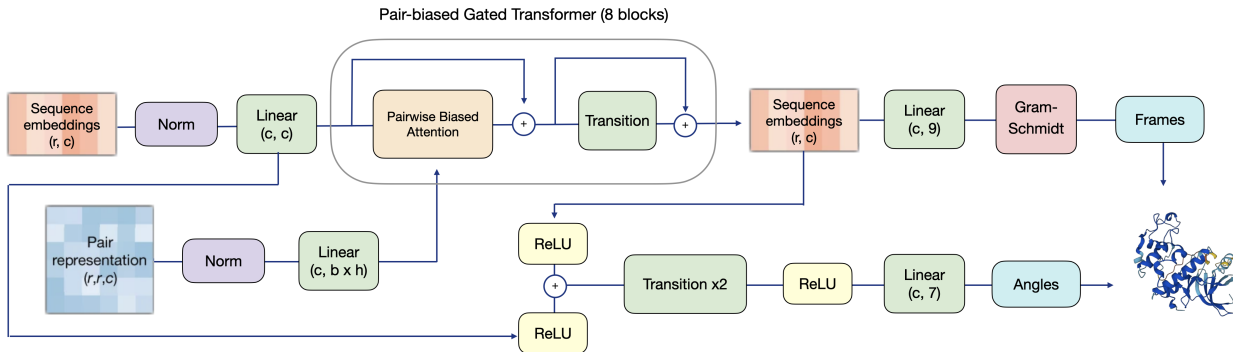 Pair-biased Gated Transformer (8 blocks)
Sequence
embeddings
(r, c)
Norm
Linear
(c, c)
Pairwise Biased
Attention
+
Transition
+
Sequence
embeddings
(r, c)
Linear
(c, 9)
Gram-
Schmidt
Frames
Pair
representation
(r,r,c)
Norm
Linear
(c, b x h)
ReLU
+
ReLU
Transition x2
ReLU
Linear
(c, 7)
Angles